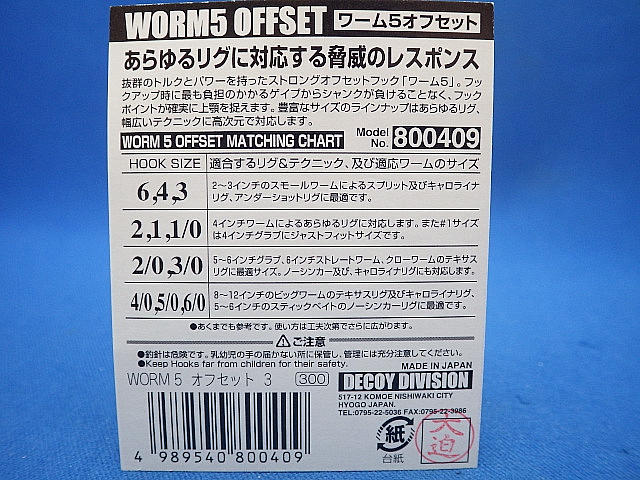 WORM5 OFFSET ワーム5オフセット
あらゆるリグに対応する脅威のレスポンス
抜群のトルクとパワーを持ったストロングオフセットフック「ワーム5」。フッ
クアップ時に最も負担のかかるゲイプからシャンクが負けることなく、フック
ポイントが確実に上顎を捉えます。豊富なサイズのラインナップはあらゆるリグ、
幅広いテクニックに高次元で対応します。
WORM 5 OFFSET MATCHING CHART Model No. 800409
HOOK SIZE 適合するリグ&テクニック、及び適応ワームのサイズ
6,4,3 2〜3インチのスモールワームによるスプリット及びキャロライナ
リグ、アンダーショットリグに最適です。
2,1,1/0 4インチワームによるあらゆるリグに対応します。また#1サイズ
は4インチグラブにジャストフィットサイズです。
2/0,3/0 5〜6インチグラブ、6インチストレートワーム、クローワームのテキサス
リグに最適サイズ。ノーシンカー及び、キャロライナリグにも対応します。
4/0,5/0,6/0 8〜12インチのビッグワームのテキサスリグ及びキャロライナリグ、
5〜6インチのスティックベイトのノーシンカーリグに最適です。
●あくまでも参考です。使い方は工夫次第でさらに広がります。
ご注意
●釣針は危険です。乳幼児の手の届かない所に保管し、管理には充分注意してください。
●Keep Hooks far from children for their safety.
MADE IN JAPAN
WORM 5 オフセット 3 300 DECOY DIVISION
517-12 KOMOE NISHIWAKI CITY
HYOGO JAPAN.
TEL:0795-22-5036 FAX:0795-22-3986
紙
台紙
大迫
4 989540 800409